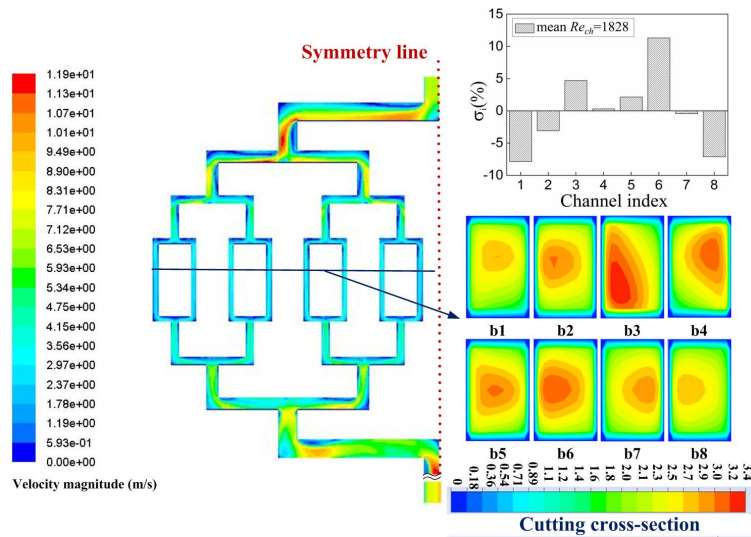 Symmetry line
1.19e+01
1.13e+01
1.07e+01
1.01e+01
9.49e+00
8.90e+00
8.31e+00
7.71e+00
7.12e+00
6.53e+00
5.93e+00
5.34e+00
4.75e+00
4.15e+00
3.56e+00
2.97e+00
2.37e+00
1.78e+00
1.19e+00
5.93e-01
0.00e+00
Velocity magnitude (m/s)
mean Re_ch=1828
σ_i(%)
15
10
5
0
-5
-10
1 2 3 4 5 6 7 8
Channel index
b1 b2 b3 b4
b5 b6 b7 b8
0 0.18 0.36 0.54 0.71 0.89 1.1 1.2 1.4 1.6 1.8 2.0 2.1 2.3 2.5 2.7 2.9 3.0 3.2 3.4
Cutting cross-section